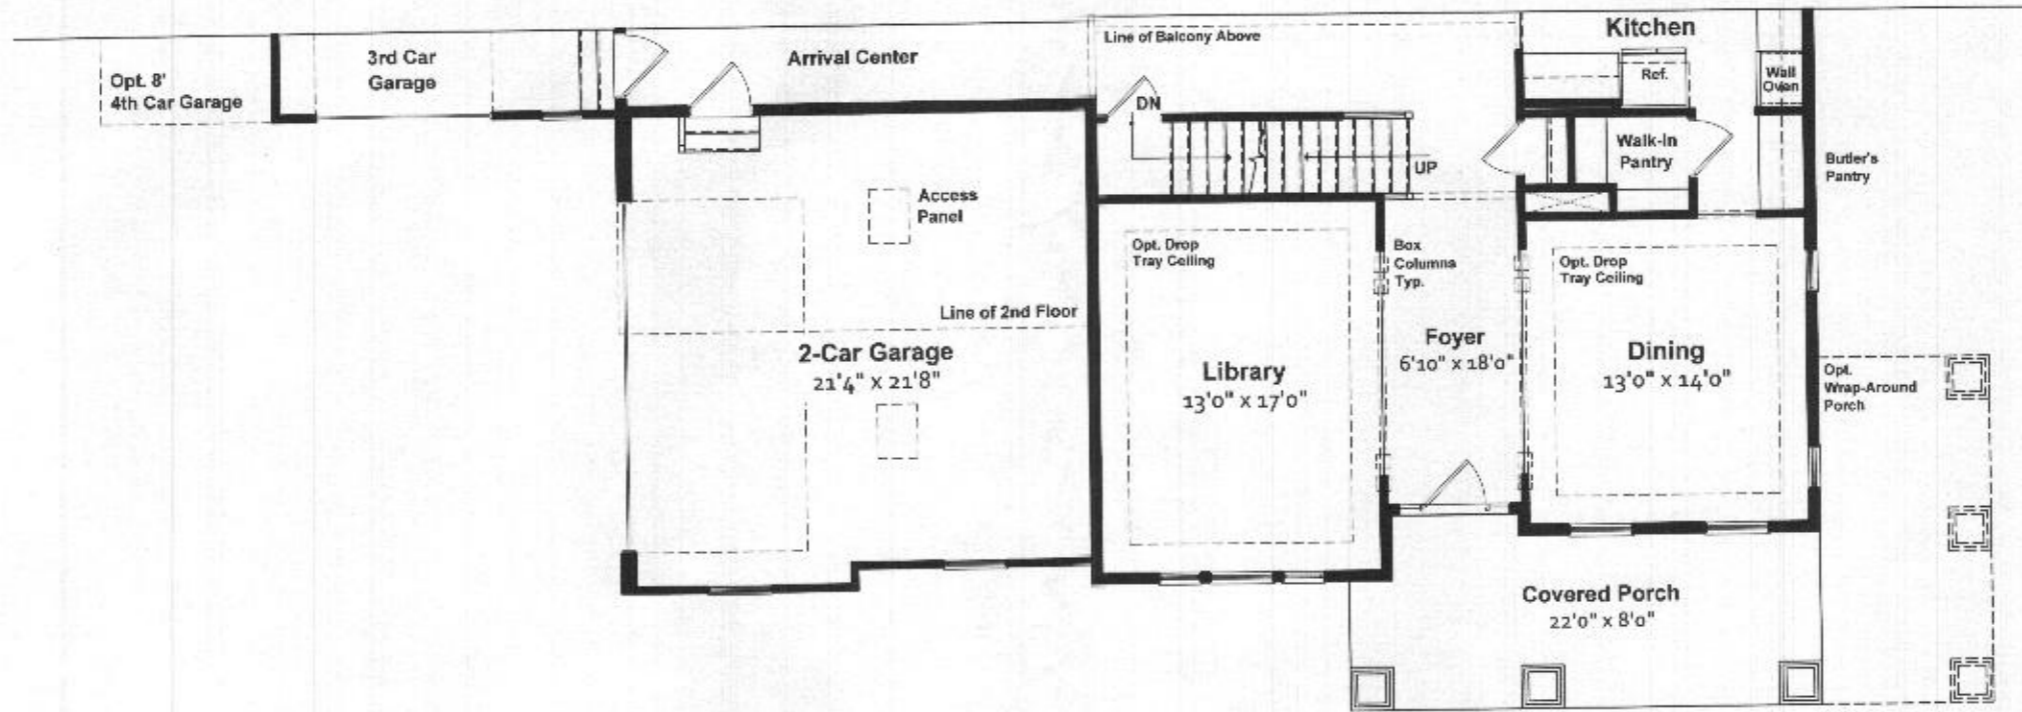 Opt. 8'
4th Car Garage
3rd Car
Garage
Arrival Center
Line of Balcony Above
Kitchen
Ref.
Wall
Oven
DN
UP
Walk-In
Pantry
Butler's
Pantry
Access
Panel
Line of 2nd Floor
2-Car Garage
21'4" x 21'8"
Opt. Drop
Tray Ceiling
Library
13'0" x 17'0"
Box
Columns
Typ.
Foyer
6'10" x 18'0"
Opt. Drop
Tray Ceiling
Dining
13'0" x 14'0"
Opt.
Wrap-Around
Porch
Covered Porch
22'0" x 8'0"